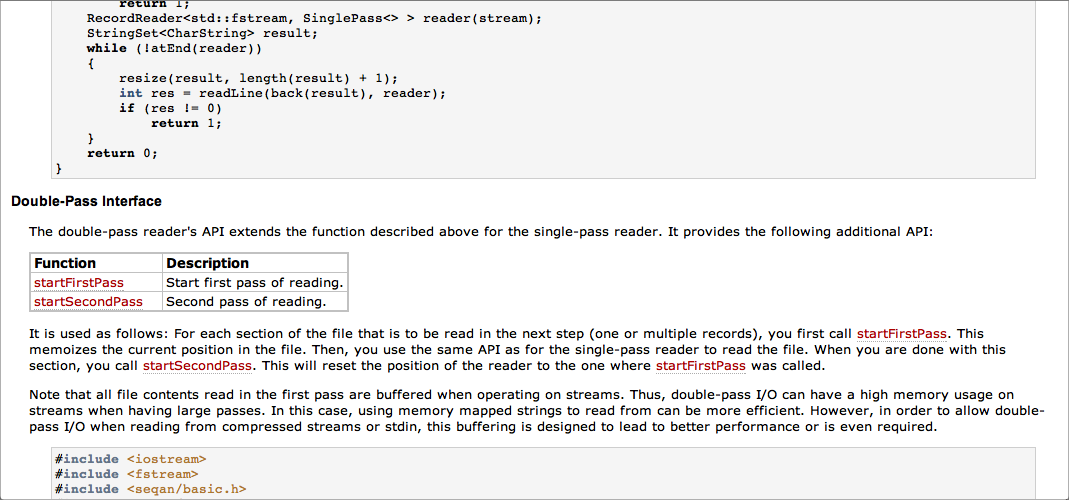 return 1;
RecordReader<std::fstream, SinglePass<> > reader(stream);
StringSet<CharString> result;
while (!atEnd(reader))
{
resize(result, length(result) + 1);
int res = readLine(back(result), reader);
if (res != 0)
return 1;
}
return 0;
}
Double-Pass Interface
The double-pass reader's API extends the function described above for the single-pass reader. It provides the following additional API:
Function Description
startFirstPass Start first pass of reading.
startSecondPass Second pass of reading.
It is used as follows: For each section of the file that is to be read in the next step (one or multiple records), you first call startFirstPass. This
memoizes the current position in the file. Then, you use the same API as for the single-pass reader to read the file. When you are done with this
section, you call startSecondPass. This will reset the position of the reader to the one where startFirstPass was called.
Note that all file contents read in the first pass are buffered when operating on streams. Thus, double-pass I/O can have a high memory usage on
streams when having large passes. In this case, using memory mapped strings to read from can be more efficient. However, in order to allow double-
pass I/O when reading from compressed streams or stdin, this buffering is designed to lead to better performance or is even required.
#include <iostream>
#include <fstream>
#include <seqan/basic.h>